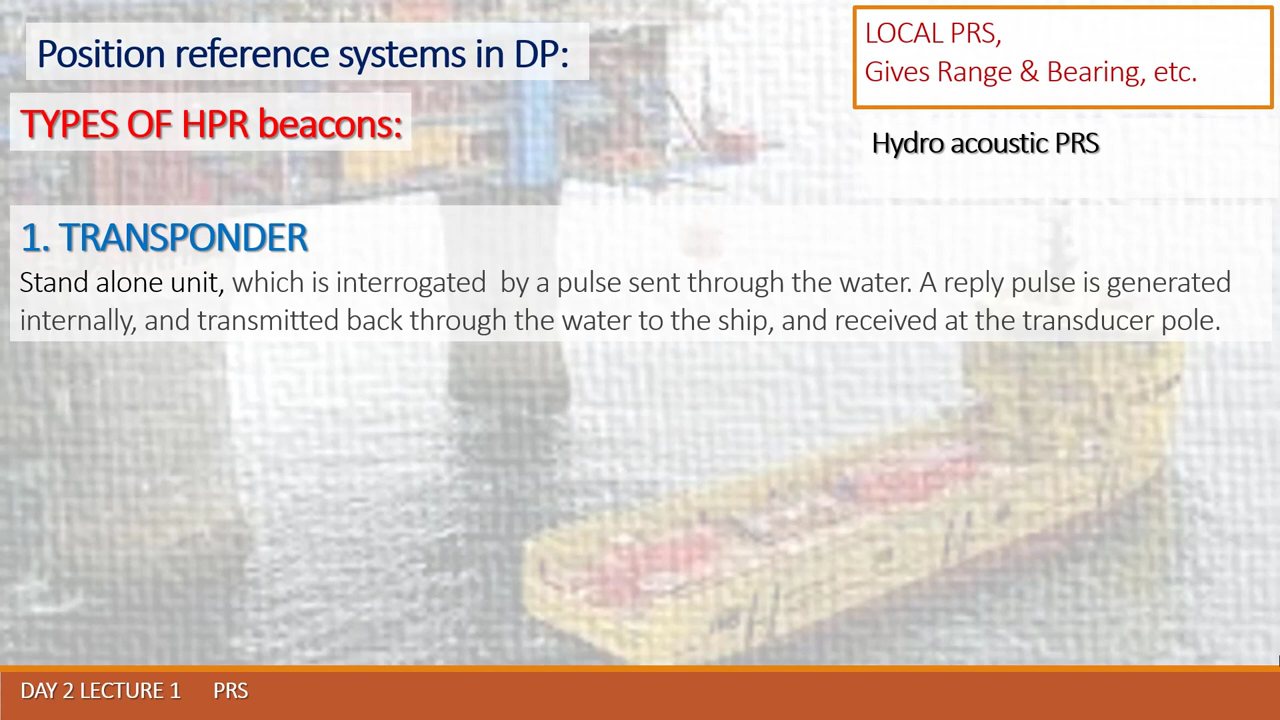 Position reference systems in DP:
LOCAL PRS,
Gives Range & Bearing, etc.
TYPES OF HPR beacons:
Hydro acoustic PRS
1. TRANSPONDER
Stand alone unit, which is interrogated  by a pulse sent through the water. A reply pulse is generated
internally, and transmitted back through the water to the ship, and received at the transducer pole.
DAY 2 LECTURE 1 PRS